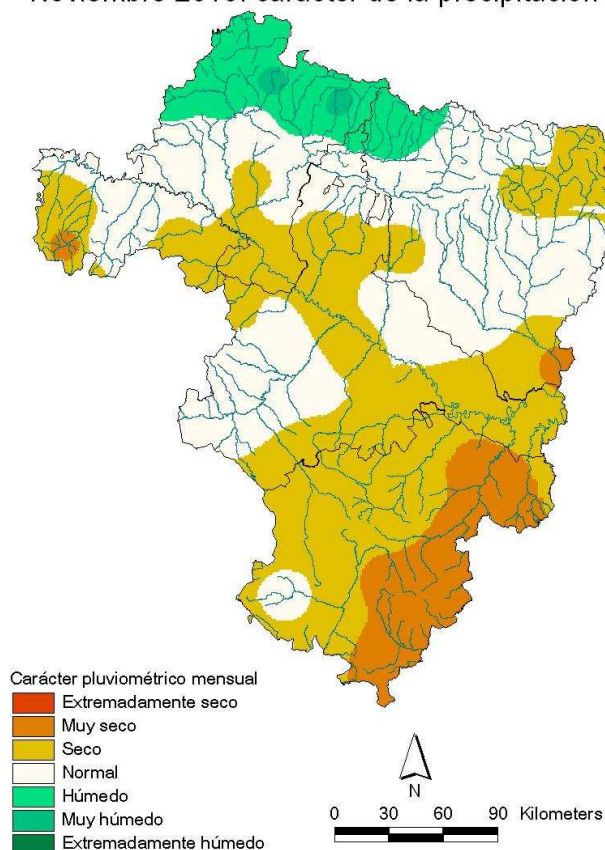 Noviembre 2010: carácter de la precipitación
Carácter pluviométrico mensual
Extremadamente seco
Muy seco
Seco
Normal
Húmedo
Muy húmedo
Extremadamente húmedo
N
0 30 60 90 Kilometers